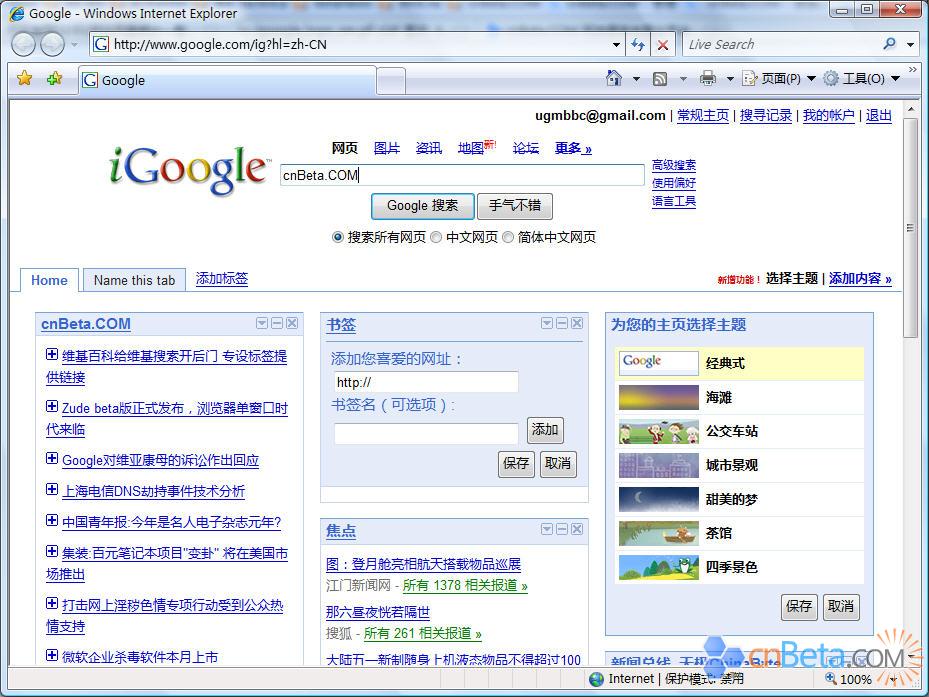 Google - Windows Internet Explorer
http://www.google.com/ig?hl=zh-CN
Live Search
Google
页面(P)
工具(O)
ugmbbc@gmail.com | 常规主页 | 搜寻记录 | 我的帐户 | 退出
iGoogle™
网页 图片 资讯 地图新! 论坛 更多 »
cnBeta.COM
高级搜索
使用偏好
语言工具
Google 搜索 手气不错
搜索所有网页 中文网页 简体中文网页
Home Name this tab 添加标签
新增功能! 选择主题 | 添加内容 »
cnBeta.COM
维基百科给维基搜索开后门 专设标签提
供链接
Zude beta版正式发布，浏览器单窗口时
代来临
Google对维亚康母的诉讼作出回应
上海电信DNS劫持事件技术分析
中国青年报:今年是名人电子杂志元年?
集装:百元笔记本项目"变卦" 将在美国市
场推出
打击网上淫秽色情专项行动受到公众热
情支持
微软企业杀毒软件本月上市
书签
添加您喜爱的网址：
http://
书签名（可选项）:
添加
保存 取消
焦点
图：登月舱亮相航天搭载物品巡展
江门新闻网 - 所有 1378 相关报道 »
那六昼夜恍若隔世
搜狐 - 所有 261 相关报道 »
大陆五一新制随身上机液态物品不得超过100
为您的主页选择主题
Google 经典式
海滩
公交车站
城市景观
甜美的梦
茶馆
四季景色
保存 取消
新闻总线 天极ChinaByte
cnBeta.COM
Internet | 保护模式: 禁用
100%